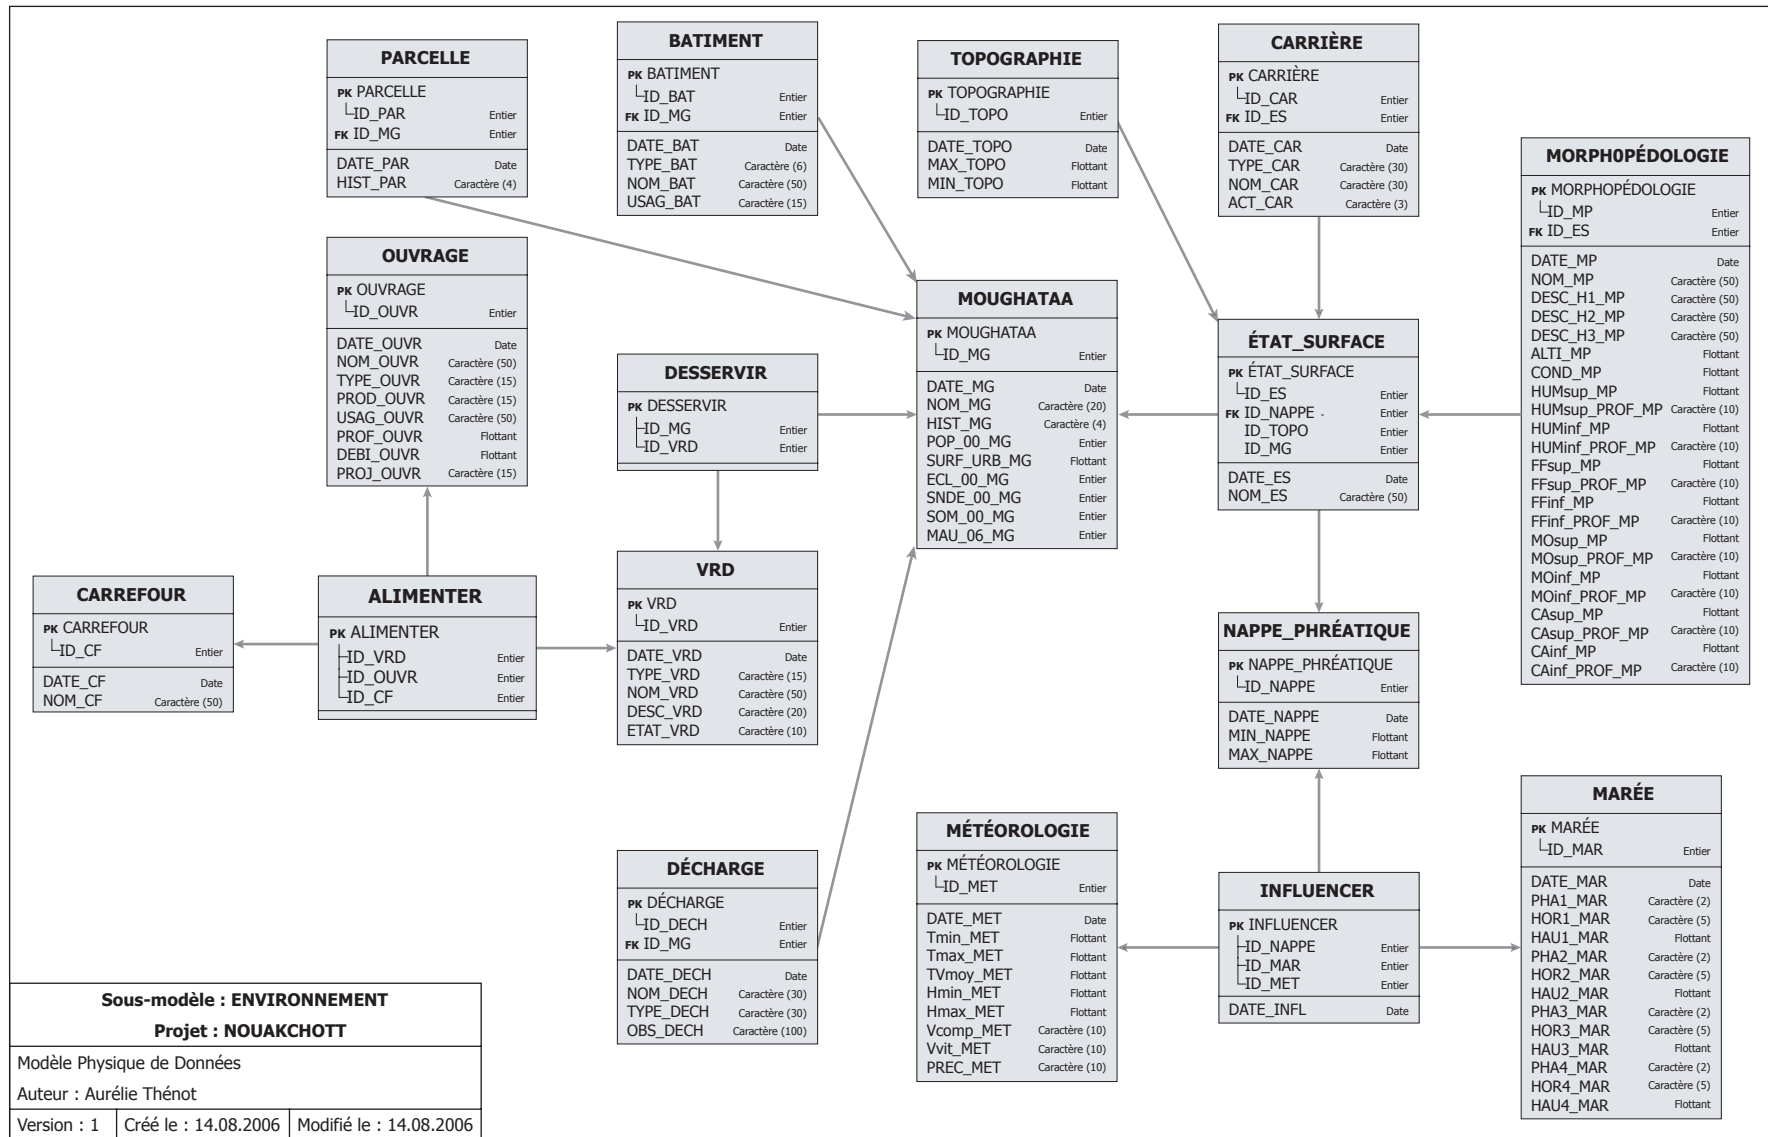 PARCELLE
PK PARCELLE
ID_PAR Entier
FK ID_MG Entier
DATE_PAR Date
HIST_PAR Caractère (4)
BATIMENT
PK BATIMENT
ID_BAT Entier
FK ID_MG Entier
DATE_BAT Date
TYPE_BAT Caractère (6)
NOM_BAT Caractère (50)
USAG_BAT Caractère (15)
TOPOGRAPHIE
PK TOPOGRAPHIE
ID_TOPO Entier
DATE_TOPO Date
MAX_TOPO Flottant
MIN_TOPO Flottant
CARRIÈRE
PK CARRIÈRE
ID_CAR Entier
FK ID_ES Entier
DATE_CAR Date
TYPE_CAR Caractère (30)
NOM_CAR Caractère (30)
ACT_CAR Caractère (3)
MORPH0PÉDOLOGIE
PK MORPHOPÉDOLOGIE
ID_MP Entier
FK ID_ES Entier
DATE_MP Date
NOM_MP Caractère (50)
DESC_H1_MP Caractère (50)
DESC_H2_MP Caractère (50)
DESC_H3_MP Caractère (50)
ALTI_MP Flottant
COND_MP Flottant
HUMsup_MP Flottant
HUMsup_PROF_MP Caractère (10)
HUMinf_MP Flottant
HUMinf_PROF_MP Caractère (10)
FFsup_MP Flottant
FFsup_PROF_MP Caractère (10)
FFinf_MP Flottant
FFinf_PROF_MP Caractère (10)
MOsup_MP Flottant
MOsup_PROF_MP Caractère (10)
MOinf_MP Flottant
MOinf_PROF_MP Caractère (10)
CAsup_MP Flottant
CAsup_PROF_MP Caractère (10)
CAinf_MP Flottant
CAinf_PROF_MP Caractère (10)
OUVRAGE
PK OUVRAGE
ID_OUVR Entier
DATE_OUVR Date
NOM_OUVR Caractère (50)
TYPE_OUVR Caractère (15)
PROD_OUVR Caractère (15)
USAG_OUVR Caractère (50)
PROF_OUVR Flottant
DEBI_OUVR Flottant
PROJ_OUVR Caractère (15)
DESSERVIR
PK DESSERVIR
ID_MG Entier
ID_VRD Entier
MOUGHATAA
PK MOUGHATAA
ID_MG Entier
DATE_MG Date
NOM_MG Caractère (20)
HIST_MG Caractère (4)
POP_00_MG Entier
SURF_URB_MG Flottant
ECL_00_MG Entier
SNDE_00_MG Entier
SOM_00_MG Entier
MAU_06_MG Entier
ÉTAT_SURFACE
PK ÉTAT_SURFACE
ID_ES Entier
FK ID_NAPPE - Entier
ID_TOPO Entier
ID_MG Entier
DATE_ES Date
NOM_ES Caractère (50)
CARREFOUR
PK CARREFOUR
ID_CF Entier
DATE_CF Date
NOM_CF Caractère (50)
ALIMENTER
PK ALIMENTER
ID_VRD Entier
ID_OUVR Entier
ID_CF Entier
VRD
PK VRD
ID_VRD Entier
DATE_VRD Date
TYPE_VRD Caractère (15)
NOM_VRD Caractère (50)
DESC_VRD Caractère (20)
ETAT_VRD Caractère (10)
NAPPE_PHRÉATIQUE
PK NAPPE_PHRÉATIQUE
ID_NAPPE Entier
DATE_NAPPE Date
MIN_NAPPE Flottant
MAX_NAPPE Flottant
DÉCHARGE
PK DÉCHARGE
ID_DECH Entier
FK ID_MG Entier
DATE_DECH Date
NOM_DECH Caractère (30)
TYPE_DECH Caractère (30)
OBS_DECH Caractère (100)
MÉTÉOROLOGIE
PK MÉTÉOROLOGIE
ID_MET Entier
DATE_MET Date
Tmin_MET Flottant
Tmax_MET Flottant
TVmoy_MET Flottant
Hmin_MET Flottant
Hmax_MET Flottant
Vcomp_MET Caractère (10)
Vvit_MET Caractère (10)
PREC_MET Caractère (10)
INFLUENCER
PK INFLUENCER
ID_NAPPE Entier
ID_MAR Entier
ID_MET Entier
DATE_INFL Date
MARÉE
PK MARÉE
ID_MAR Entier
DATE_MAR Date
PHA1_MAR Caractère (2)
HOR1_MAR Caractère (5)
HAU1_MAR Flottant
PHA2_MAR Caractère (2)
HOR2_MAR Caractère (5)
HAU2_MAR Flottant
PHA3_MAR Caractère (2)
HOR3_MAR Caractère (5)
HAU3_MAR Flottant
PHA4_MAR Caractère (2)
HOR4_MAR Caractère (5)
HAU4_MAR Flottant
Sous-modèle : ENVIRONNEMENT
Projet : NOUAKCHOTT
Modèle Physique de Données
Auteur : Aurélie Thénot
Version : 1 Créé le : 14.08.2006 Modifié le : 14.08.2006